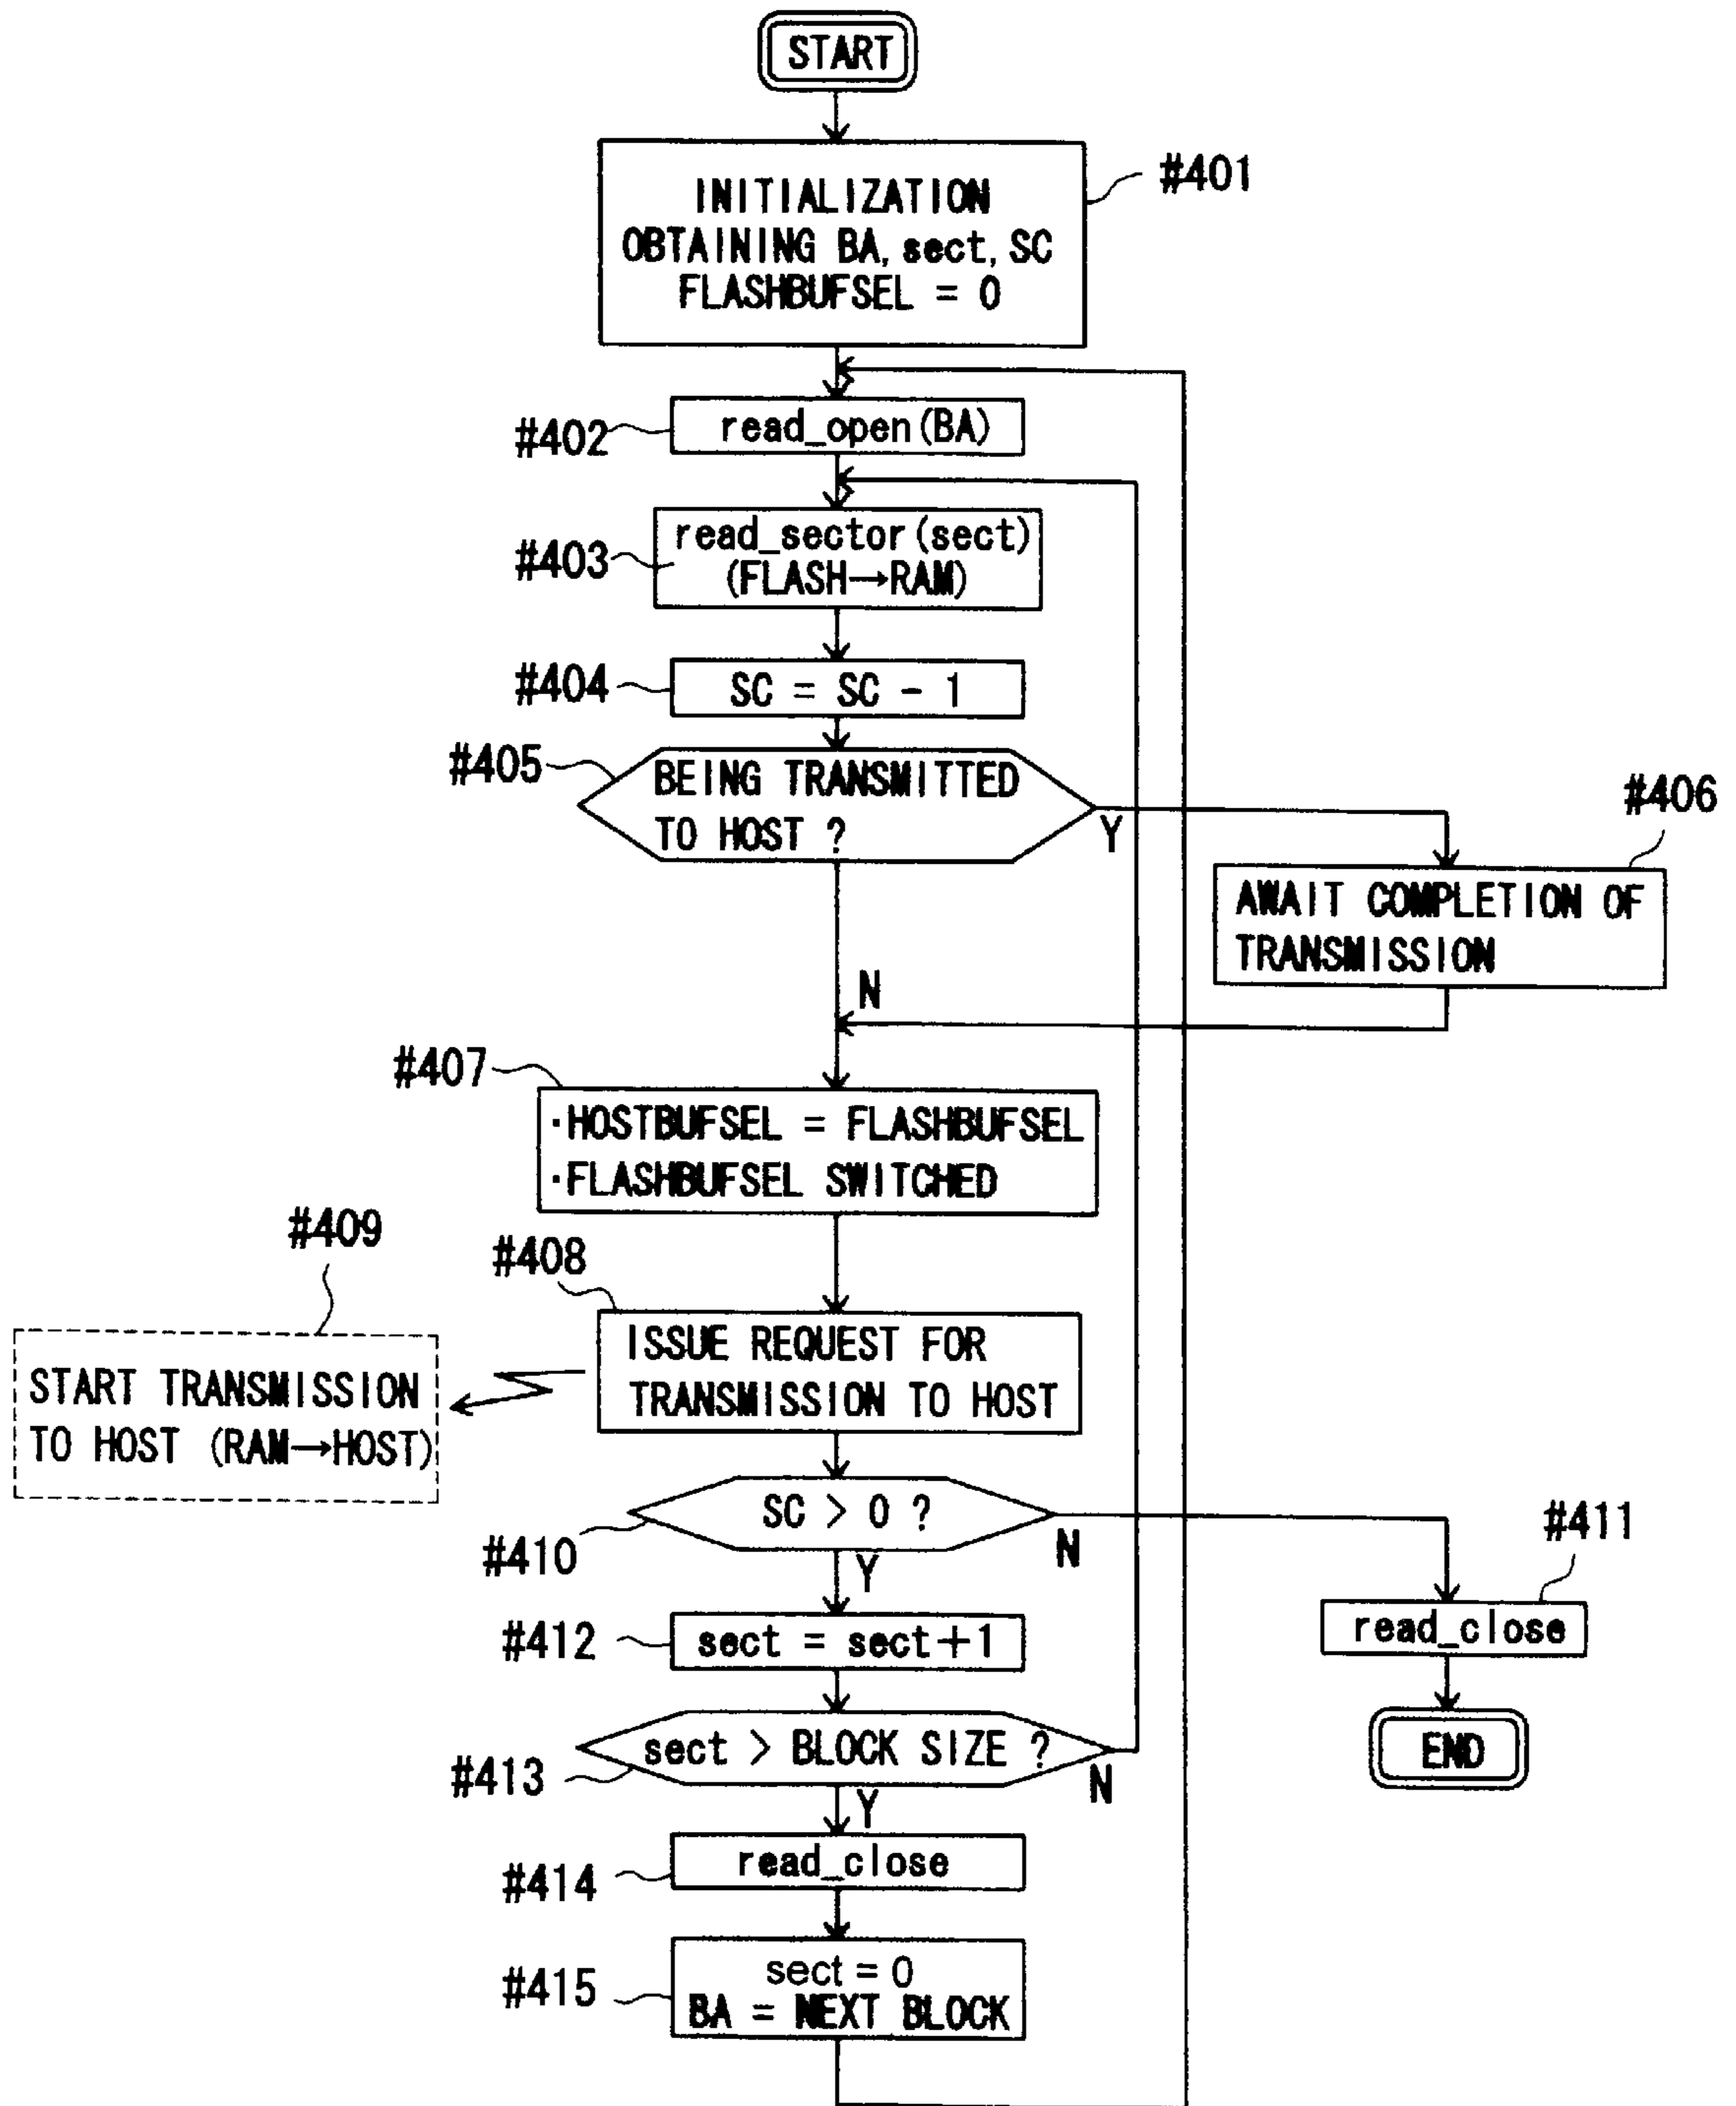 START
#401
INITIALIZATION
OBTAINING BA, sect, SC
FLASHBUFSEL = 0
#402
read_open(BA)
#403
read_sector(sect)
(FLASH→RAM)
#404
SC = SC - 1
#405
BEING TRANSMITTED
TO HOST ?
Y
#406
AWAIT COMPLETION OF
TRANSMISSION
N
#407
·HOSTBUFSEL = FLASHBUFSEL
·FLASHBUFSEL SWITCHED
#409
#408
ISSUE REQUEST FOR
TRANSMISSION TO HOST
START TRANSMISSION
TO HOST (RAM→HOST)
SC > 0 ?
#410
N
Y
#411
read_close
END
#412
sect = sect+1
sect > BLOCK SIZE ?
#413
N
Y
read_close
#414
#415
sect = 0
BA = NEXT BLOCK